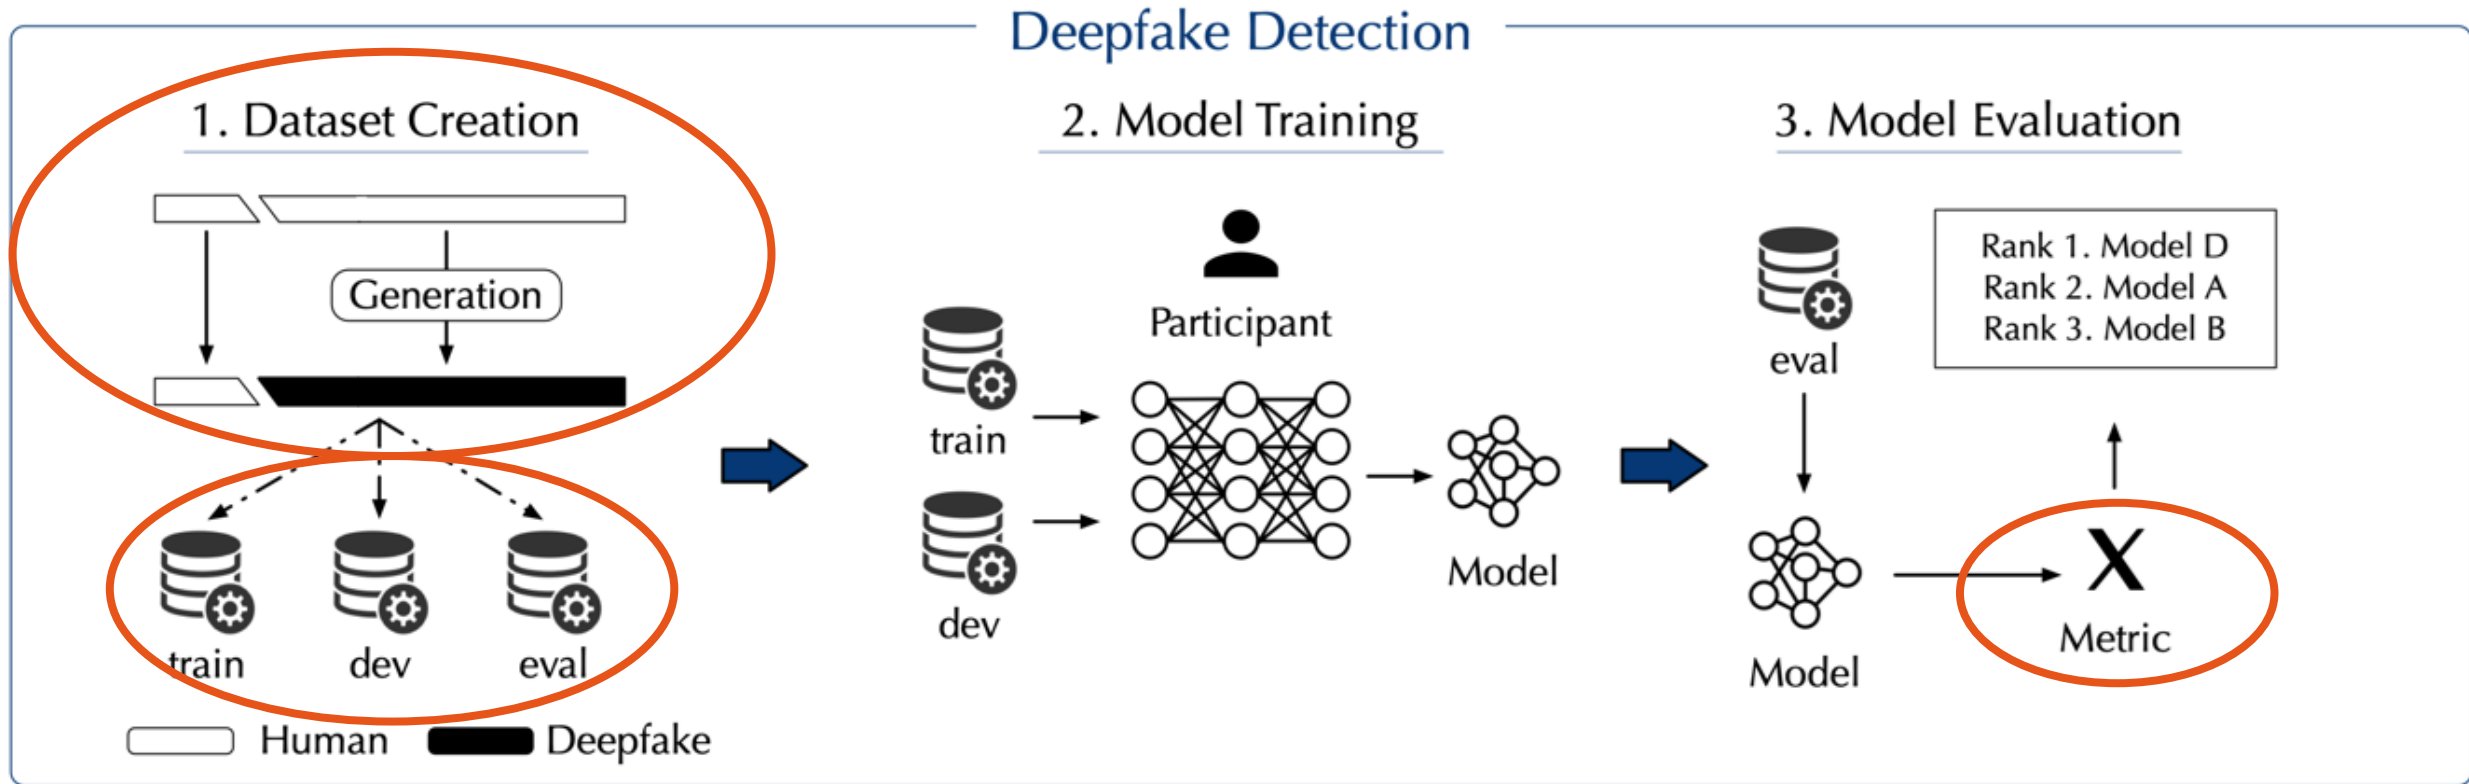 Deepfake Detection
1. Dataset Creation
Generation
train
dev
eval
Human
Deepfake
2. Model Training
Participant
train
dev
Model
3. Model Evaluation
eval
Rank 1. Model D
Rank 2. Model A
Rank 3. Model B
Model
X
Metric